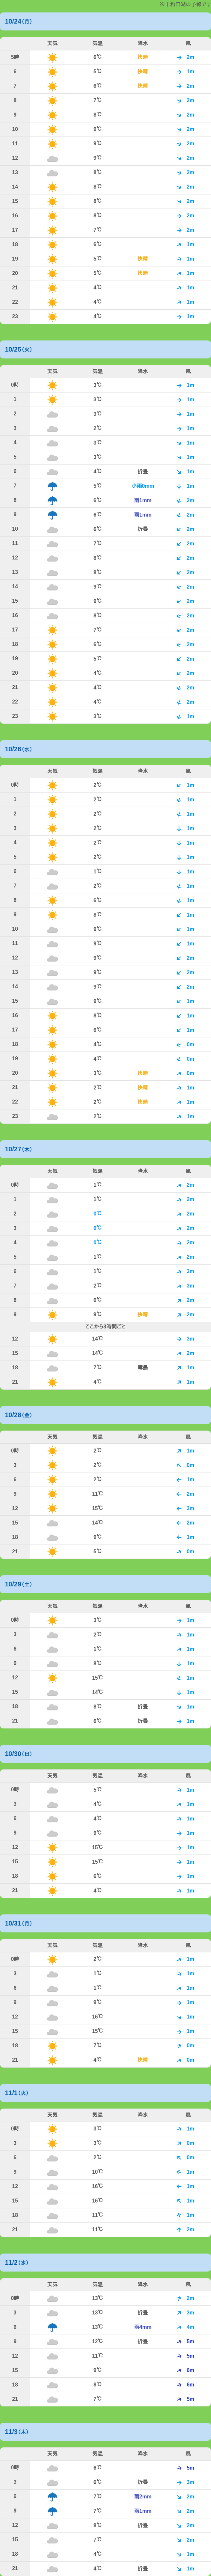 ※十和田湖の予報です
10/24(月)
天気 気温 降水 風
5時 6℃ 快適 2m
6 5℃ 快適 1m
7 6℃ 快適 2m
8 7℃ 2m
9 8℃ 2m
10 9℃ 2m
11 9℃ 2m
12 9℃ 2m
13 8℃ 2m
14 8℃ 2m
15 8℃ 2m
16 8℃ 2m
17 7℃ 2m
18 6℃ 1m
19 5℃ 快適 1m
20 5℃ 快適 1m
21 4℃ 1m
22 4℃ 1m
23 4℃ 1m
10/25(火)
天気 気温 降水 風
0時 3℃ 1m
1 3℃ 1m
2 3℃ 1m
3 2℃ 1m
4 3℃ 1m
5 3℃ 1m
6 4℃ 折畳 1m
7 5℃ 小雨0mm 1m
8 6℃ 雨1mm 2m
9 6℃ 雨1mm 2m
10 6℃ 折畳 2m
11 7℃ 2m
12 8℃ 2m
13 8℃ 2m
14 9℃ 2m
15 9℃ 2m
16 8℃ 2m
17 7℃ 2m
18 6℃ 2m
19 5℃ 2m
20 4℃ 2m
21 4℃ 2m
22 4℃ 2m
23 3℃ 1m
10/26(水)
天気 気温 降水 風
0時 2℃ 1m
1 2℃ 1m
2 2℃ 1m
3 2℃ 1m
4 2℃ 1m
5 2℃ 1m
6 1℃ 1m
7 2℃ 1m
8 6℃ 1m
9 8℃ 1m
10 9℃ 1m
11 9℃ 1m
12 9℃ 2m
13 9℃ 2m
14 9℃ 2m
15 9℃ 1m
16 8℃ 1m
17 6℃ 1m
18 4℃ 0m
19 4℃ 0m
20 3℃ 快適 0m
21 2℃ 快適 1m
22 2℃ 快適 1m
23 2℃ 1m
10/27(木)
天気 気温 降水 風
0時 1℃ 2m
1 1℃ 2m
2 0℃ 2m
3 0℃ 2m
4 0℃ 2m
5 1℃ 2m
6 1℃ 3m
7 2℃ 3m
8 6℃ 2m
9 9℃ 快適 2m
ここから3時間ごと
12 14℃ 3m
15 14℃ 2m
18 7℃ 薄曇 1m
21 4℃ 1m
10/28(金)
天気 気温 降水 風
0時 2℃ 1m
3 2℃ 0m
6 2℃ 1m
9 11℃ 2m
12 15℃ 3m
15 14℃ 2m
18 9℃ 1m
21 5℃ 0m
10/29(土)
天気 気温 降水 風
0時 3℃ 1m
3 2℃ 1m
6 1℃ 1m
9 8℃ 1m
12 15℃ 1m
15 14℃ 1m
18 8℃ 折畳 1m
21 6℃ 折畳 1m
10/30(日)
天気 気温 降水 風
0時 5℃ 1m
3 4℃ 1m
6 4℃ 1m
9 9℃ 1m
12 15℃ 1m
15 15℃ 1m
18 6℃ 1m
21 4℃ 1m
10/31(月)
天気 気温 降水 風
0時 2℃ 1m
3 1℃ 1m
6 1℃ 1m
9 9℃ 1m
12 16℃ 1m
15 15℃ 1m
18 7℃ 0m
21 4℃ 快適 0m
11/1(火)
天気 気温 降水 風
0時 3℃ 1m
3 3℃ 0m
6 2℃ 0m
9 10℃ 1m
12 16℃ 1m
15 16℃ 1m
18 11℃ 1m
21 11℃ 2m
11/2(水)
天気 気温 降水 風
0時 13℃ 2m
3 13℃ 折畳 3m
6 13℃ 雨4mm 4m
9 12℃ 折畳 5m
12 11℃ 5m
15 9℃ 6m
18 8℃ 6m
21 7℃ 5m
11/3(木)
天気 気温 降水 風
0時 6℃ 5m
3 6℃ 折畳 3m
6 7℃ 雨2mm 2m
9 7℃ 雨1mm 2m
12 8℃ 折畳 2m
15 7℃ 2m
18 4℃ 1m
21 4℃ 折畳 1m